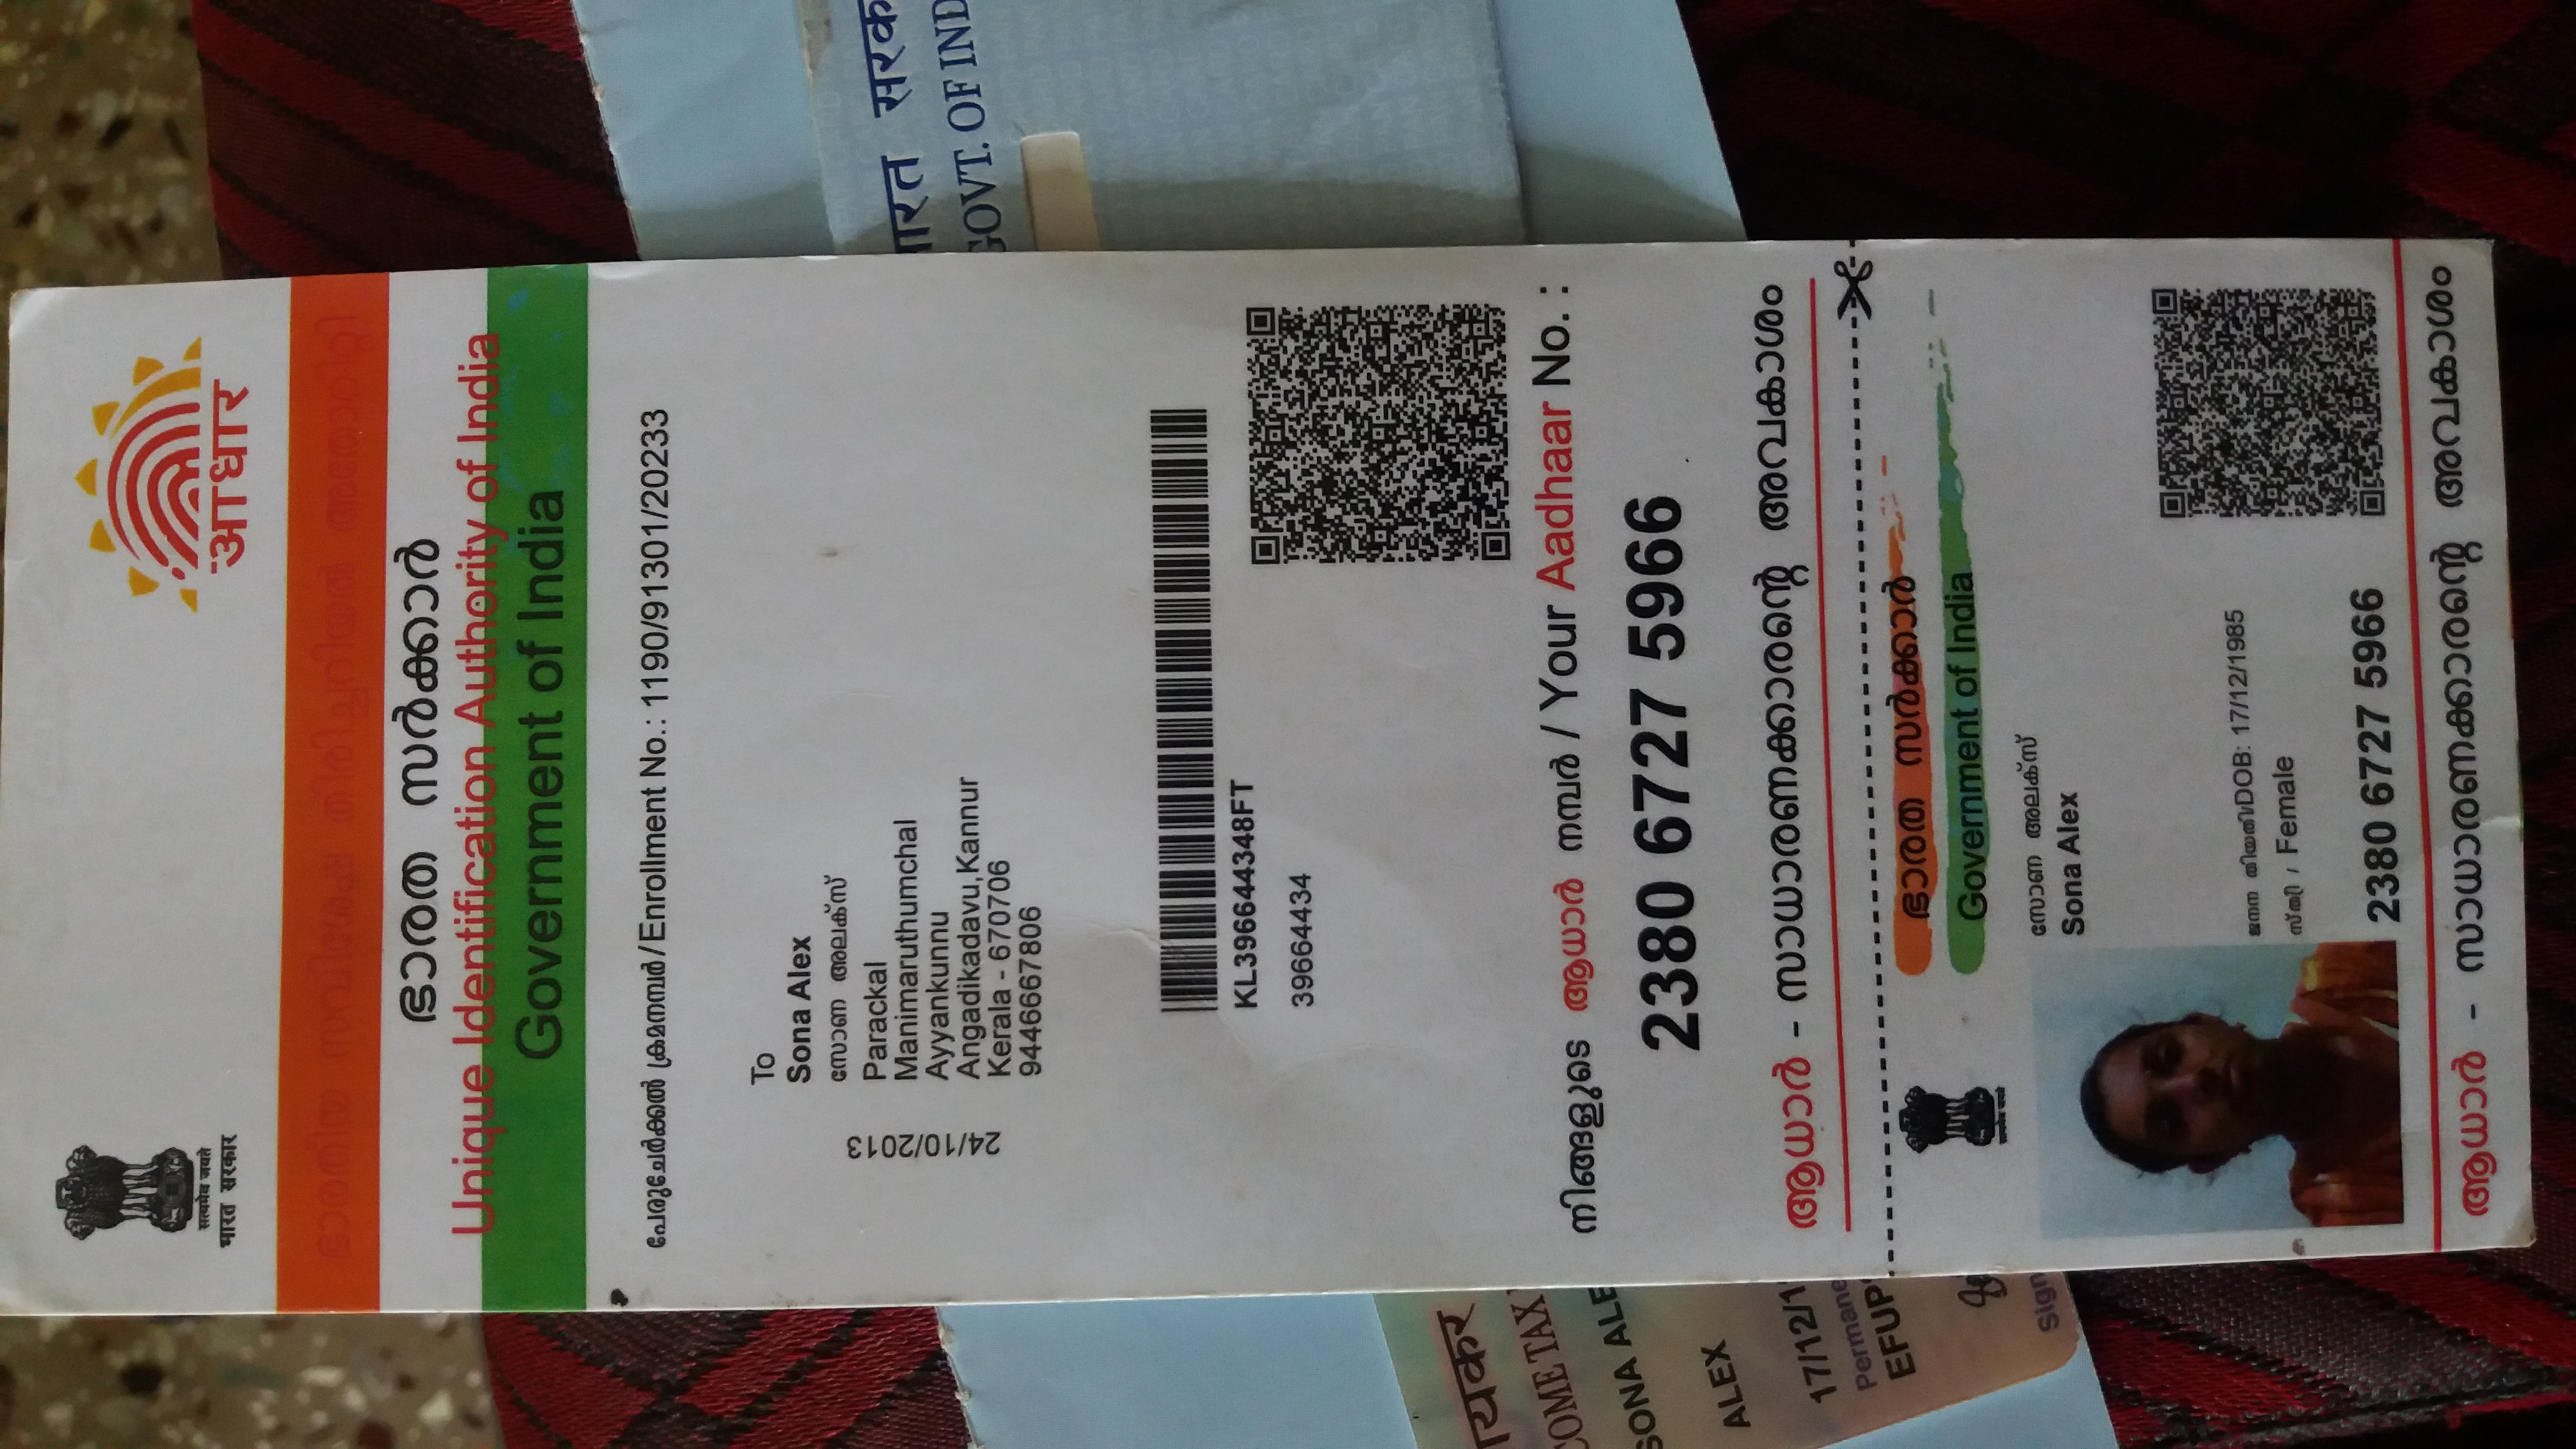 सत्यमेव जयते
भारत सरकार
आधार
ഭാരതീയ സവിശേഷ തിരിച്ചറിയൽ അതോറിറ്റി
ഭാരത സർക്കാർ
Unique Identification Authority of India
Government of India
പേരുചേർക്കൽ ക്രമനമ്പർ/Enrollment No.: 1190/91301/20233
To
Sona Alex
സോണ അലക്സ്
Parackal
Manimaruthumchal
Ayyankunnu
Angadikadavu,Kannur
Kerala - 670706
9446667806
24/10/2013
KL396644348FT
39664434
നിങ്ങളുടെ ആധാർ നമ്പർ / Your Aadhaar No. :
2380 6727 5966
ആധാർ - സാധാരണക്കാരന്റെ അവകാശം
ഭാരത സർക്കാർ
Government of India
സോണ അലക്സ്
Sona Alex
ജനന തിയതി/DOB: 17/12/1985
സ്ത്രീ / Female
2380 6727 5966
ആധാർ - സാധാരണക്കാരന്റെ അവകാശം
ारत सरक
GOVT. OF IND
ायकर
COME TAX
SONA ALE
ALEX
17/12/1
Permane
EFUP
Sign